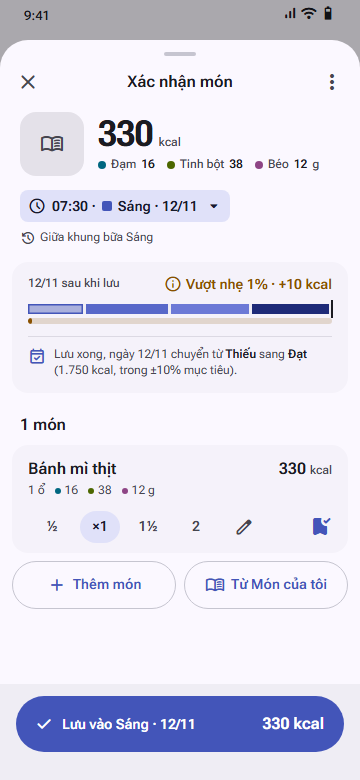 9:41
Xác nhận món
330 kcal
Đạm 16 Tinh bột 38 Béo 12 g
07:30 · Sáng · 12/11
Giữa khung bữa Sáng
12/11 sau khi lưu Vượt nhẹ 1% · +10 kcal
Lưu xong, ngày 12/11 chuyển từ Thiếu sang Đạt
(1.750 kcal, trong ±10% mục tiêu).
1 món
Bánh mì thịt 330 kcal
1 ổ 16 38 12 g
½ ×1 1½ 2
Thêm món Từ Món của tôi
Lưu vào Sáng · 12/11 330 kcal